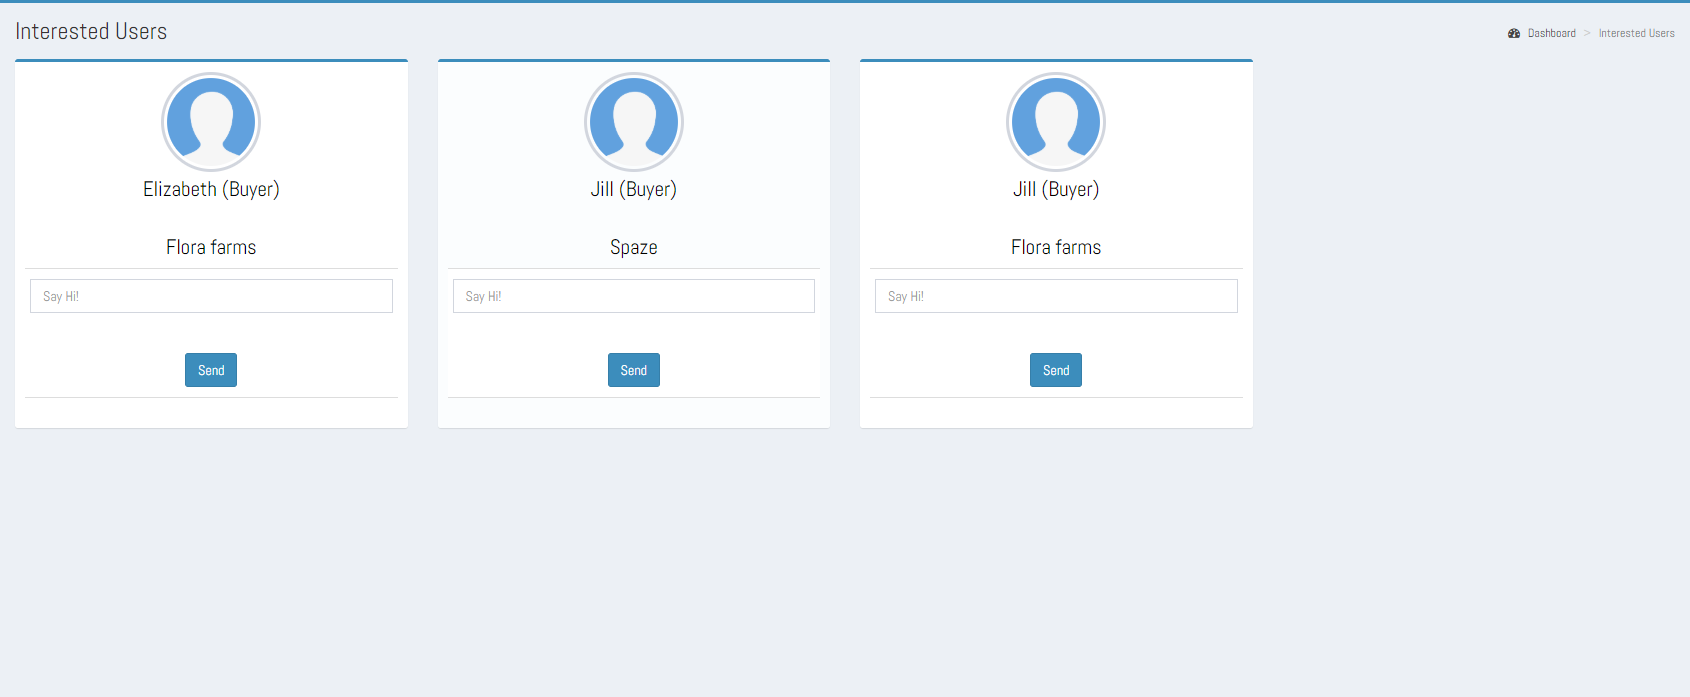 Interested Users
Dashboard > Interested Users
Elizabeth (Buyer)
Flora farms
Say Hi!
Send
Jill (Buyer)
Spaze
Say Hi!
Send
Jill (Buyer)
Flora farms
Say Hi!
Send